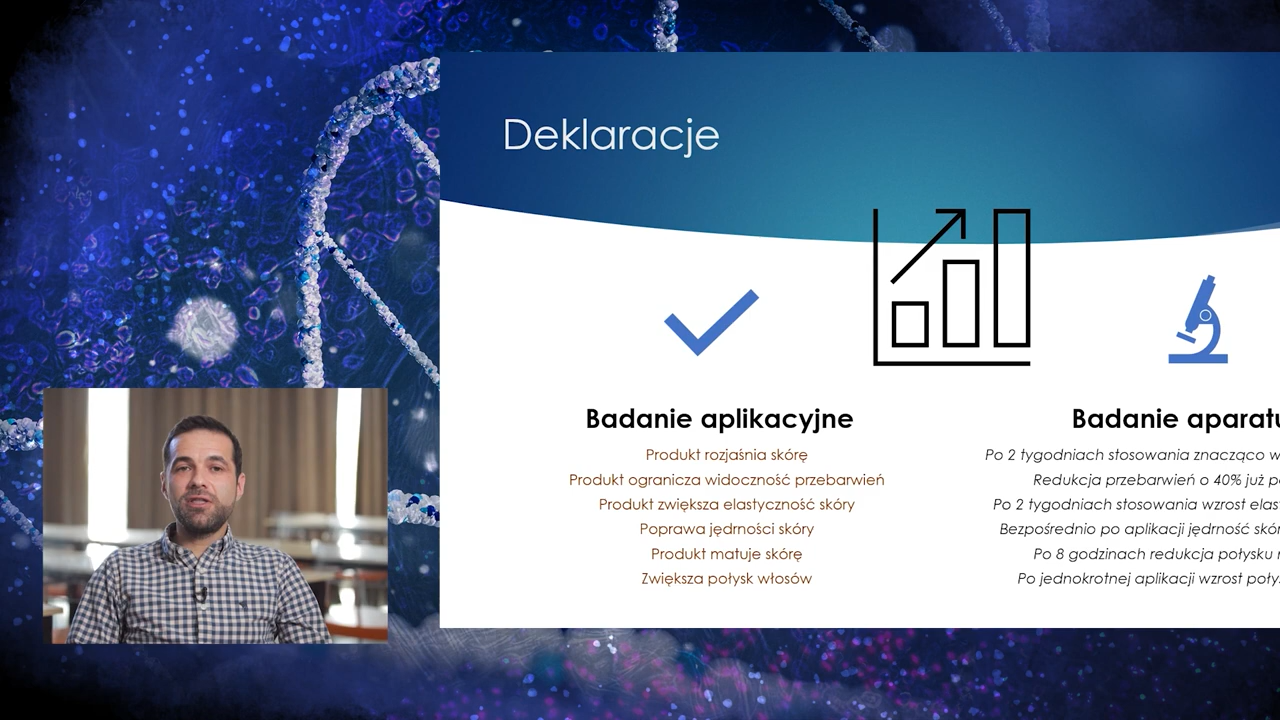 Deklaracje
Badanie aplikacyjne
Produkt rozjaśnia skórę
Produkt ogranicza widoczność przebarwień
Produkt zwiększa elastyczność skóry
Poprawa jędrności skóry
Produkt matuje skórę
Zwiększa połysk włosów
Badanie
Po 2 tygodniach stosowania znacząco
Redukcja przebarwień o 40% już
Po 2 tygodniach stosowania wzrost
Bezpośrednio po aplikacji jędrność
Po 8 godzinach redukcja połysku
Po jednokrotnej aplikacji wzrost